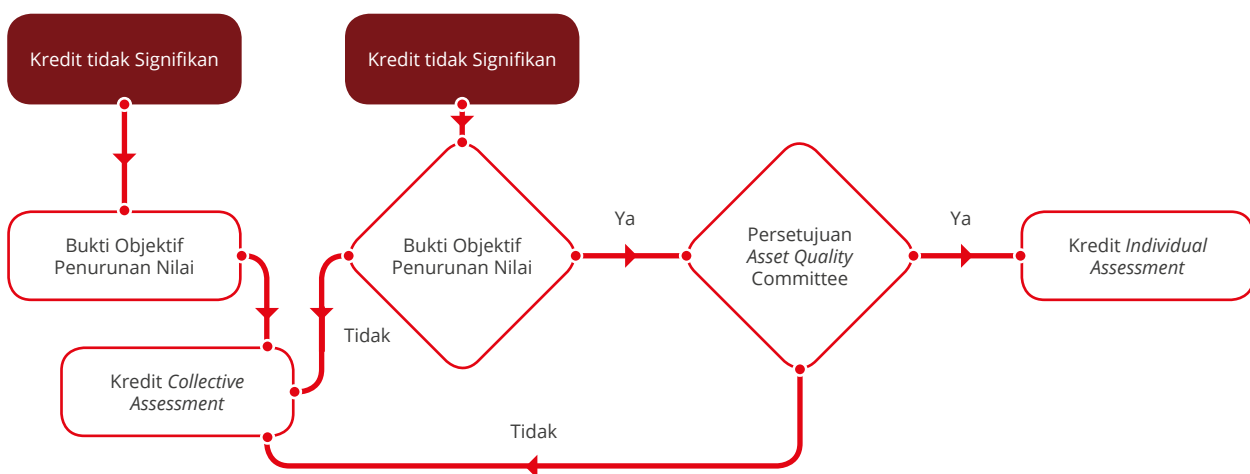 Kredit tidak Signifikan
Kredit tidak Signifikan
Bukti Objektif
Penurunan Nilai
Bukti Objektif
Penurunan Nilai
Ya
Persetujuan
Asset Quality
Committee
Ya
Kredit Individual
Assessment
Tidak
Kredit Collective
Assessment
Tidak